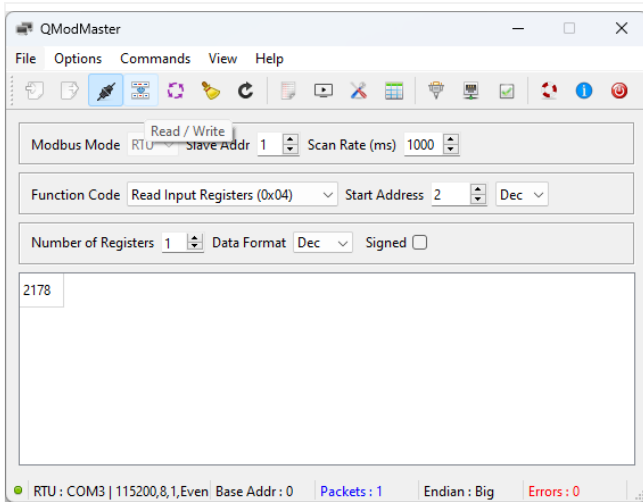 QModMaster
File Options Commands View Help
Read / Write
Modbus Mode RTU Slave Addr 1 Scan Rate (ms) 1000
Function Code Read Input Registers (0x04) Start Address 2 Dec
Number of Registers 1 Data Format Dec Signed
2178
RTU : COM3 | 115200,8,1,Even Base Addr : 0 Packets : 1 Endian : Big Errors : 0